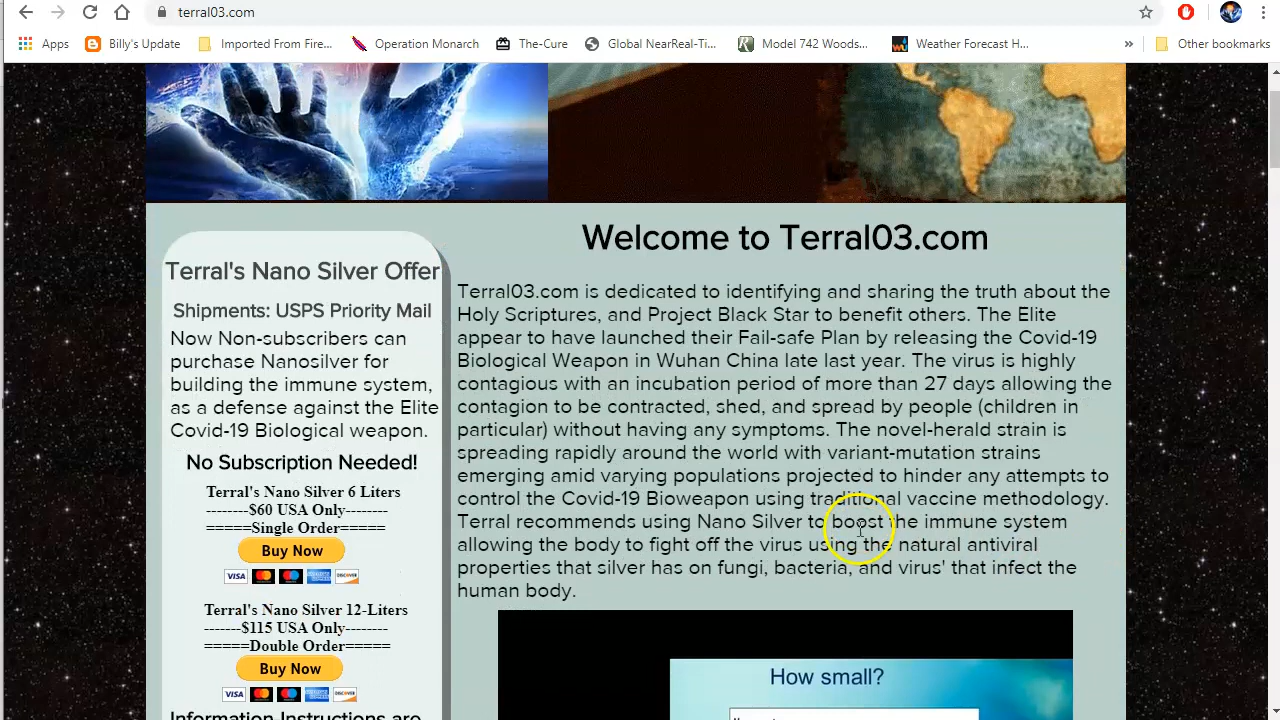 terral03.com
Apps
Billy's Update
Imported From Fire...
Operation Monarch
The-Cure
Global NearReal-Ti...
Model 742 Woods...
Weather Forecast H...
»
Other bookmarks
Welcome to Terral03.com
Terral's Nano Silver Offer
Shipments: USPS Priority Mail
Now Non-subscribers can
purchase Nanosilver for
building the immune system,
as a defense against the Elite
Covid-19 Biological weapon.
No Subscription Needed!
Terral's Nano Silver 6 Liters
--------$60 USA Only--------
=====Single Order=====
Buy Now
VISA DISCOVER
Terral's Nano Silver 12-Liters
-------$115 USA Only--------
=====Double Order=====
Buy Now
VISA DISCOVER
Information-Instructions are
Terral03.com is dedicated to identifying and sharing the truth about the
Holy Scriptures, and Project Black Star to benefit others. The Elite
appear to have launched their Fail-safe Plan by releasing the Covid-19
Biological Weapon in Wuhan China late last year. The virus is highly
contagious with an incubation period of more than 27 days allowing the
contagion to be contracted, shed, and spread by people (children in
particular) without having any symptoms. The novel-herald strain is
spreading rapidly around the world with variant-mutation strains
emerging amid varying populations projected to hinder any attempts to
control the Covid-19 Bioweapon using traditional vaccine methodology.
Terral recommends using Nano Silver to boost the immune system
allowing the body to fight off the virus using the natural antiviral
properties that silver has on fungi, bacteria, and virus' that infect the
human body.
How small?